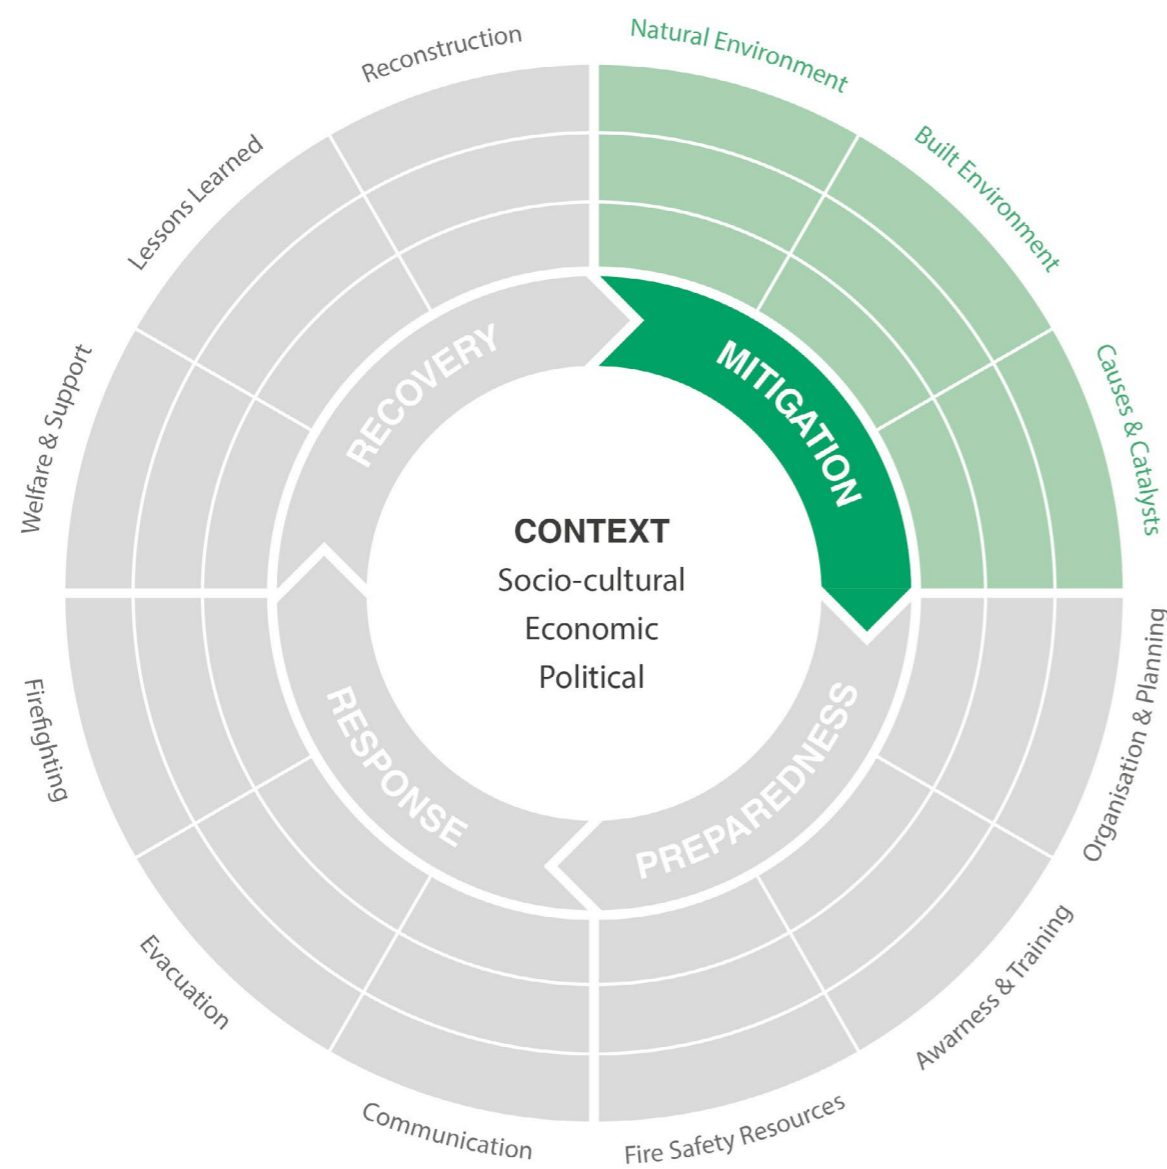 Natural Environment
Built Environment
Causes & Catalysts
Organisation & Planning
Awarness & Training
Fire Safety Resources
Communication
Evacuation
Firefighting
Welfare & Support
Lessons Learned
Reconstruction
MITIGATION
PREPAREDNESS
RESPONSE
RECOVERY
CONTEXT
Socio-cultural
Economic
Political